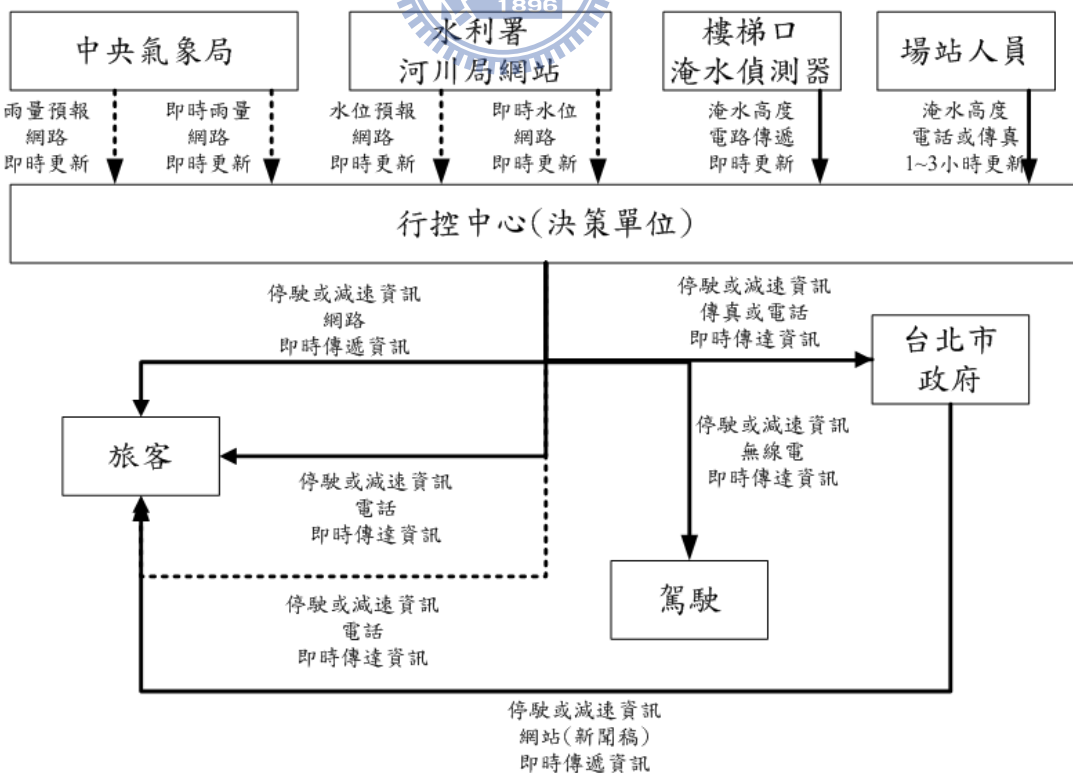 1896
中央氣象局
水利署
河川局網站
樓梯口
淹水偵測器
場站人員
雨量預報
網路
即時更新
即時雨量
網路
即時更新
水位預報
網路
即時更新
即時水位
網路
即時更新
淹水高度
電路傳遞
即時更新
淹水高度
電話或傳真
1~3小時更新
行控中心(決策單位)
停駛或減速資訊
網路
即時傳遞資訊
停駛或減速資訊
傳真或電話
即時傳達資訊
台北市
政府
旅客
停駛或減速資訊
無線電
即時傳達資訊
停駛或減速資訊
電話
即時傳達資訊
駕駛
停駛或減速資訊
電話
即時傳達資訊
停駛或減速資訊
網站(新聞稿)
即時傳遞資訊